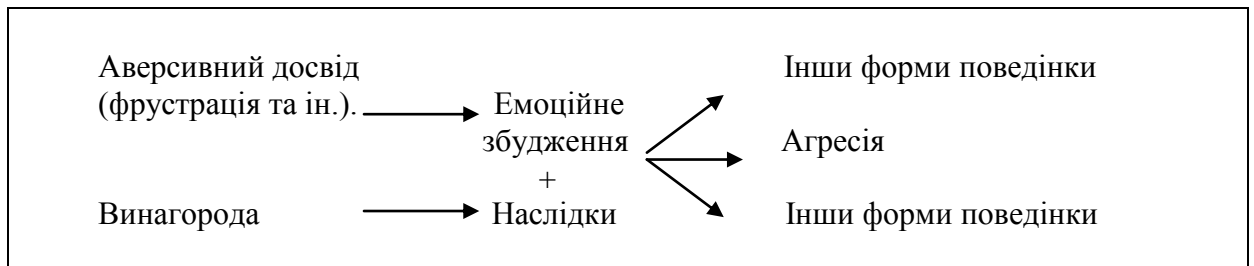 Аверсивний досвід
(фрустрація та ін.).
Винагорода
Емоційне
збудження
+
Наслідки
Інши форми поведінки
Агресія
Інши форми поведінки